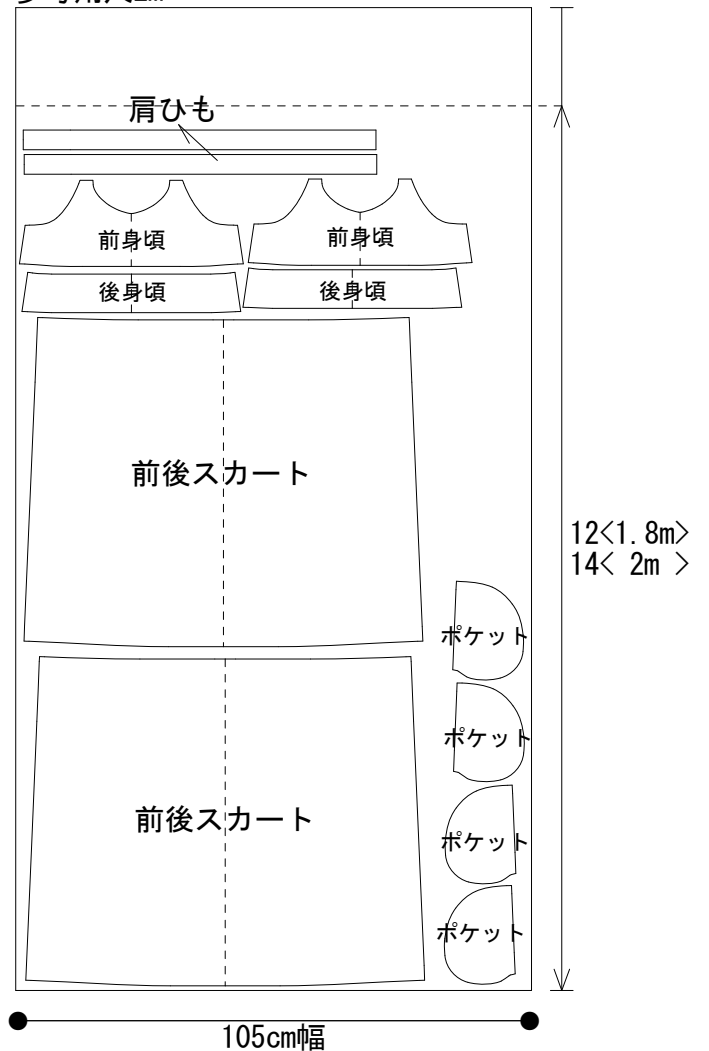 肩ひも
前身頃
前身頃
後身頃
後身頃
前後スカート
12<1.8m>
14< 2m >
ポケット
ポケット
前後スカート
ポケット
ポケット
105cm幅